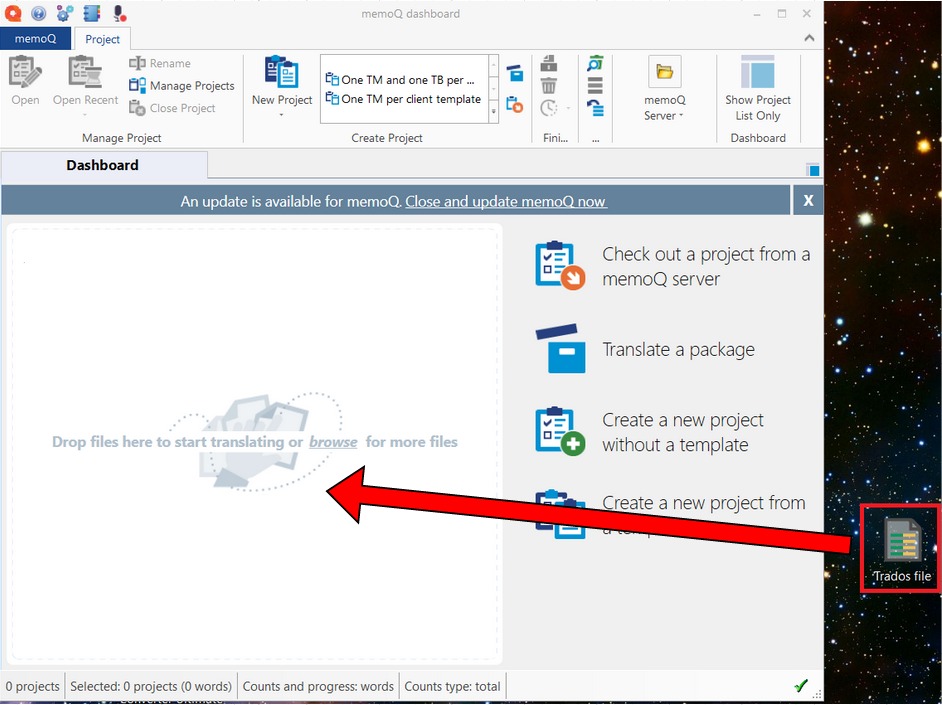 memoQ dashboard
memoQ
Project
Open
Open Recent
Rename
Manage Projects
Close Project
Manage Project
New Project
One TM and one TB per ...
One TM per client template
Create Project
Fini...
...
memoQ
Server
Show Project
List Only
Dashboard
Dashboard
An update is available for memoQ. Close and update memoQ now
X
Drop files here to start translating or browse for more files
Check out a project from a
memoQ server
Translate a package
Create a new project
without a template
Create a new project from
a
Trados file
0 projects
Selected: 0 projects (0 words)
Counts and progress: words
Counts type: total